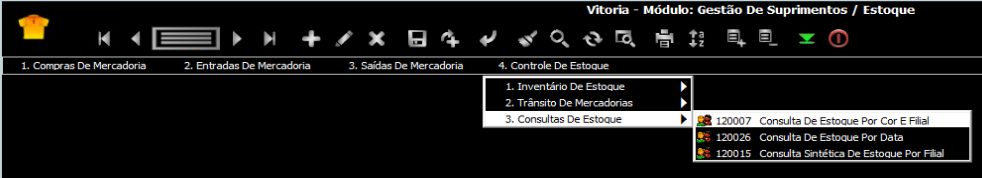 Vitoria - Módulo: Gestão De Suprimentos / Estoque
1. Compras De Mercadoria 2. Entradas De Mercadoria 3. Saídas De Mercadoria 4. Controle De Estoque
1. Inventário De Estoque
2. Trânsito De Mercadorias
3. Consultas De Estoque
120007 Consulta De Estoque Por Cor E Filial
120026 Consulta De Estoque Por Data
120015 Consulta Sintética De Estoque Por Filial